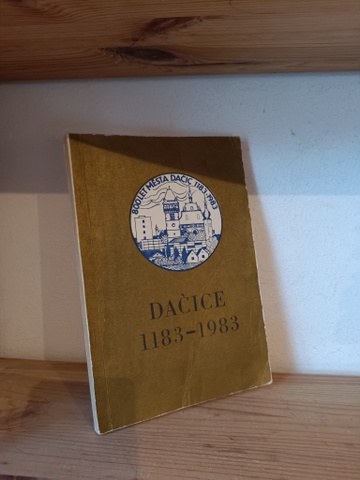 800 LET MĚSTA DAČIC 1183-1983
DAČICE
1183–1983